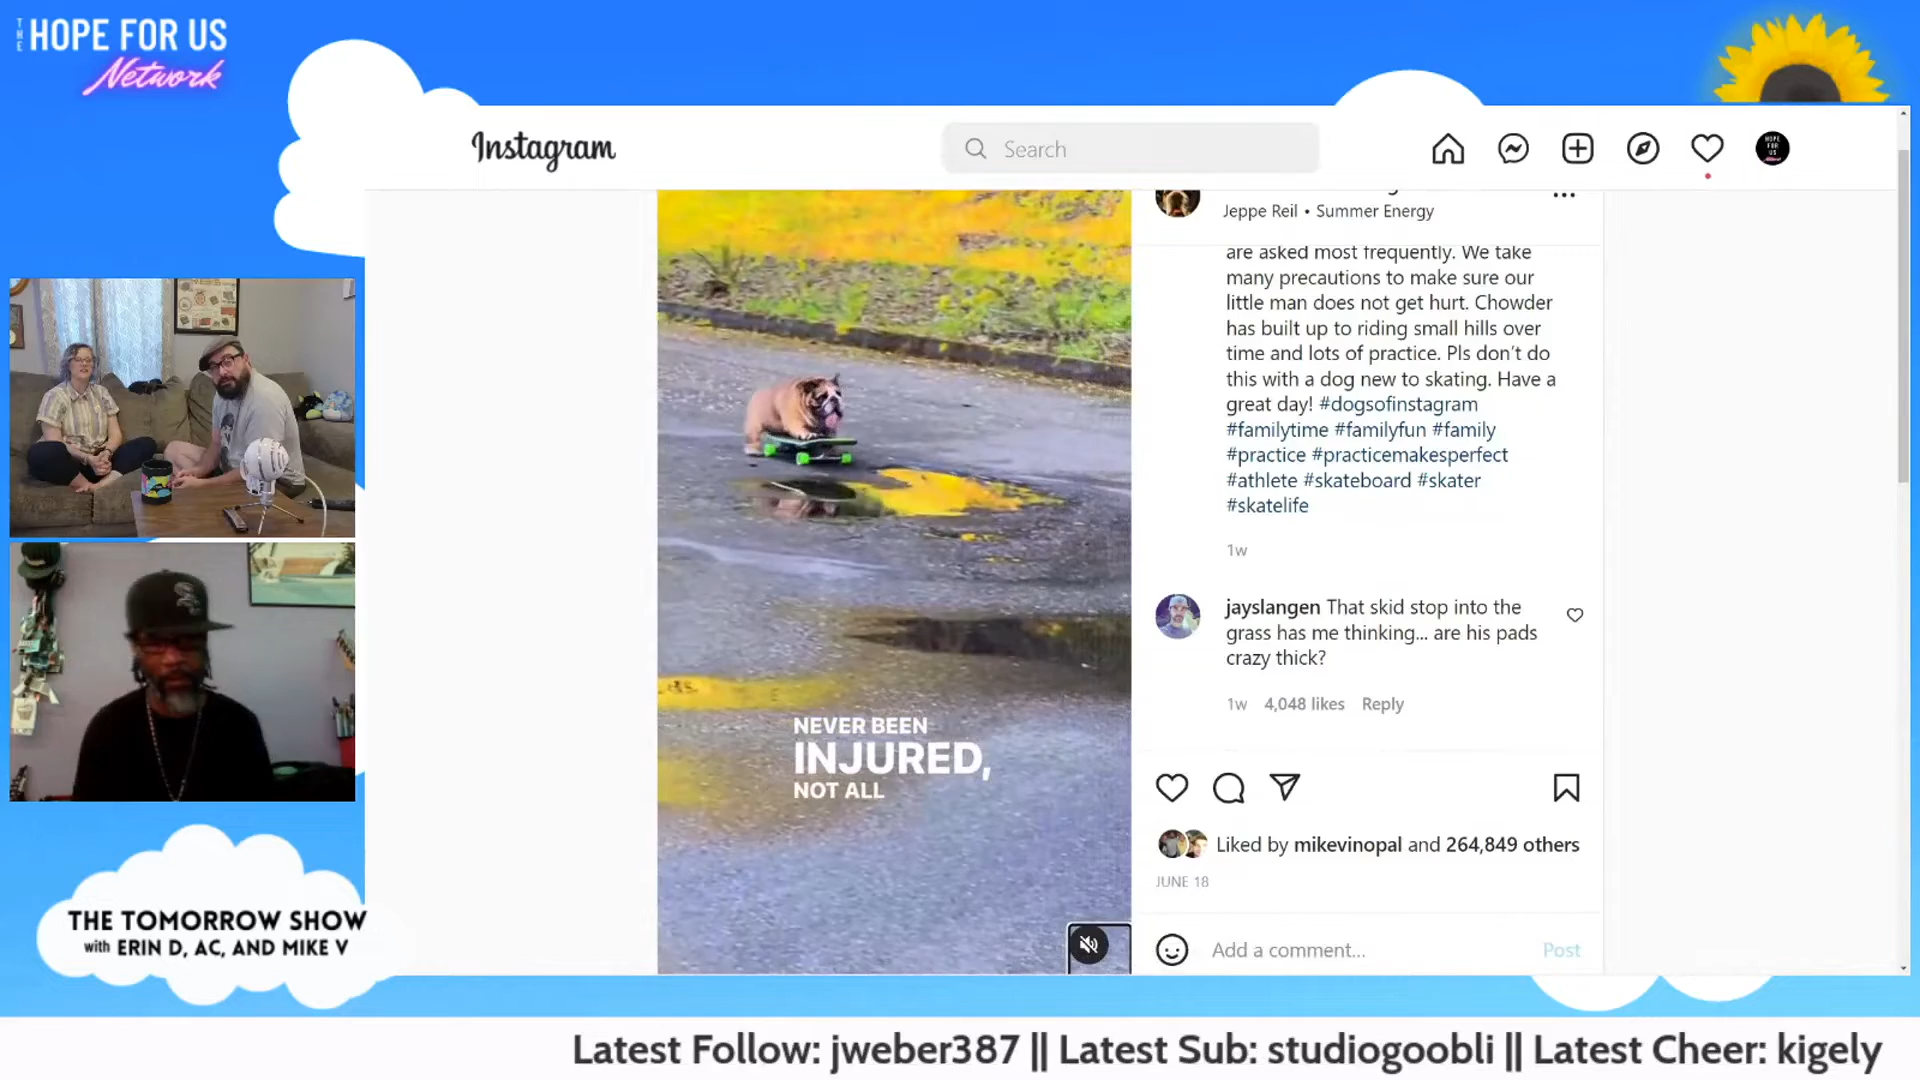 THE HOPE FOR US
Network
Instagram
Search
HOPE
FOR
US
Jeppe Reil • Summer Energy
are asked most frequently. We take
many precautions to make sure our
little man does not get hurt. Chowder
has built up to riding small hills over
time and lots of practice. Pls don't do
this with a dog new to skating. Have a
great day! #dogsofinstagram
#familytime #familyfun #family
#practice #practicemakesperfect
#athlete #skateboard #skater
#skatelife
1w
jayslangen That skid stop into the
grass has me thinking... are his pads
crazy thick?
1w 4,048 likes Reply
NEVER BEEN
INJURED,
NOT ALL
Liked by mikevinopal and 264,849 others
JUNE 18
Add a comment... Post
THE TOMORROW SHOW
with ERIN D, AC, AND MIKE V
Latest Follow: jweber387 || Latest Sub: studiogoobli || Latest Cheer: kigely